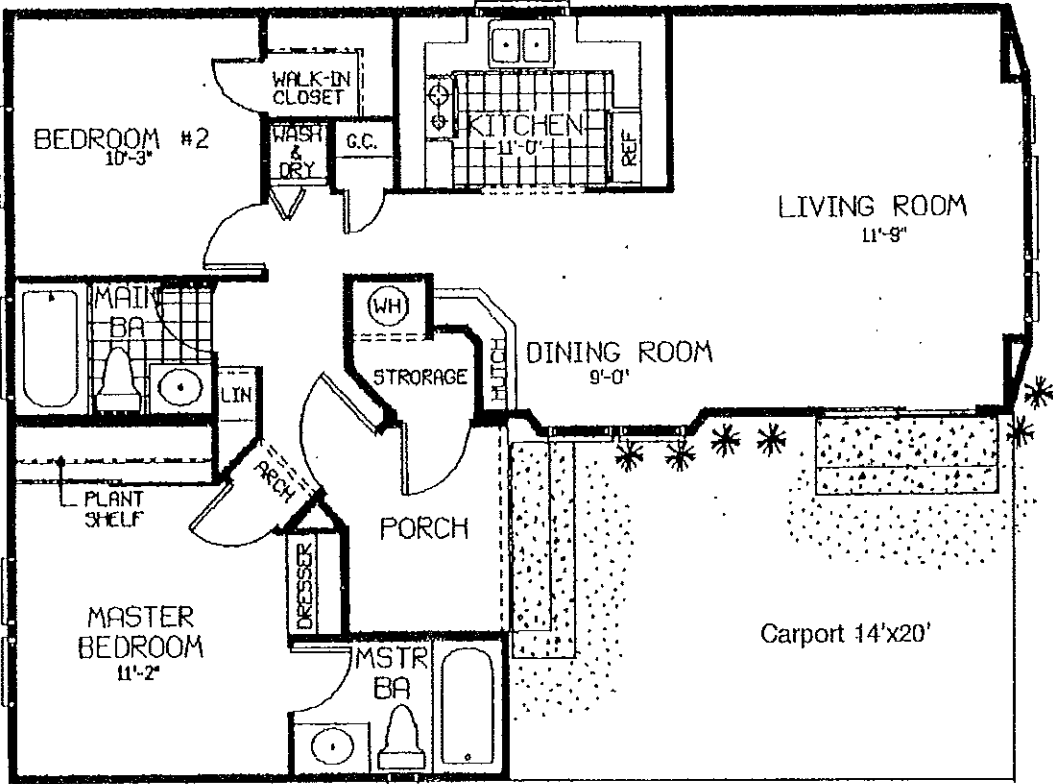 WALK-IN
CLOSET
BEDROOM #2
10'-3"
WASH
&
DRY
G.C.
KITCHEN
11'-0"
REF
LIVING ROOM
11'-9"
MAIN
BA
WH
HUTCH
DINING ROOM
9'-0"
STRORAGE
LIN
ARCH
PLANT
SHELF
PORCH
DRESSER
MASTER
BEDROOM
11'-2"
MSTR
BA
Carport 14'x20'